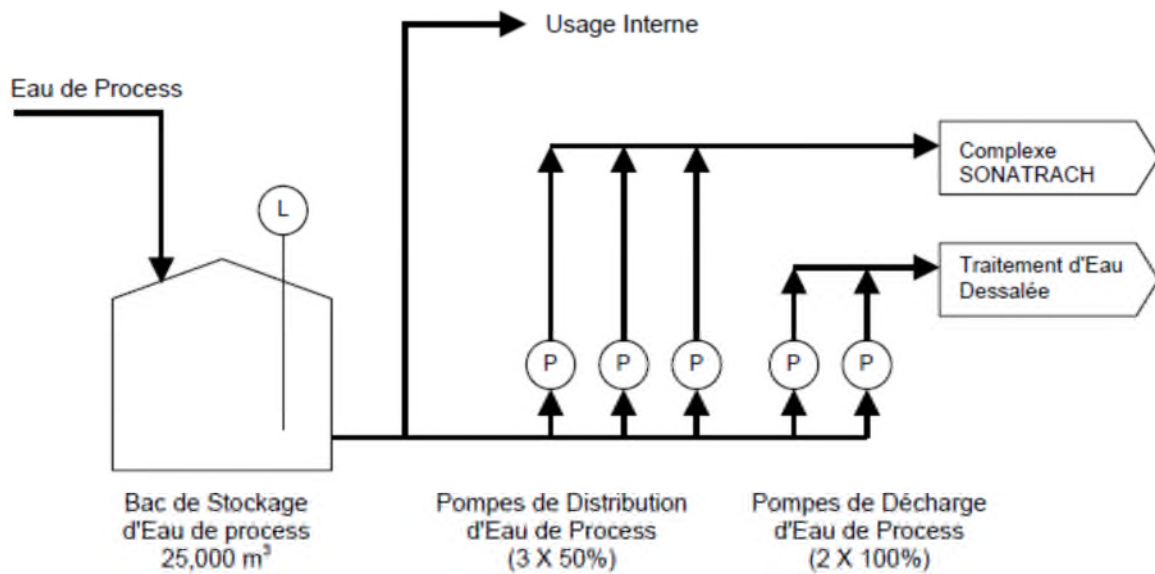 Usage Interne
Eau de Process
Complexe
SONATRACH
L
Traitement d'Eau
Dessalée
P
P
P
P
P
Bac de Stockage
d'Eau de process
25,000 m³
Pompes de Distribution
d'Eau de Process
(3 X 50%)
Pompes de Décharge
d'Eau de Process
(2 X 100%)